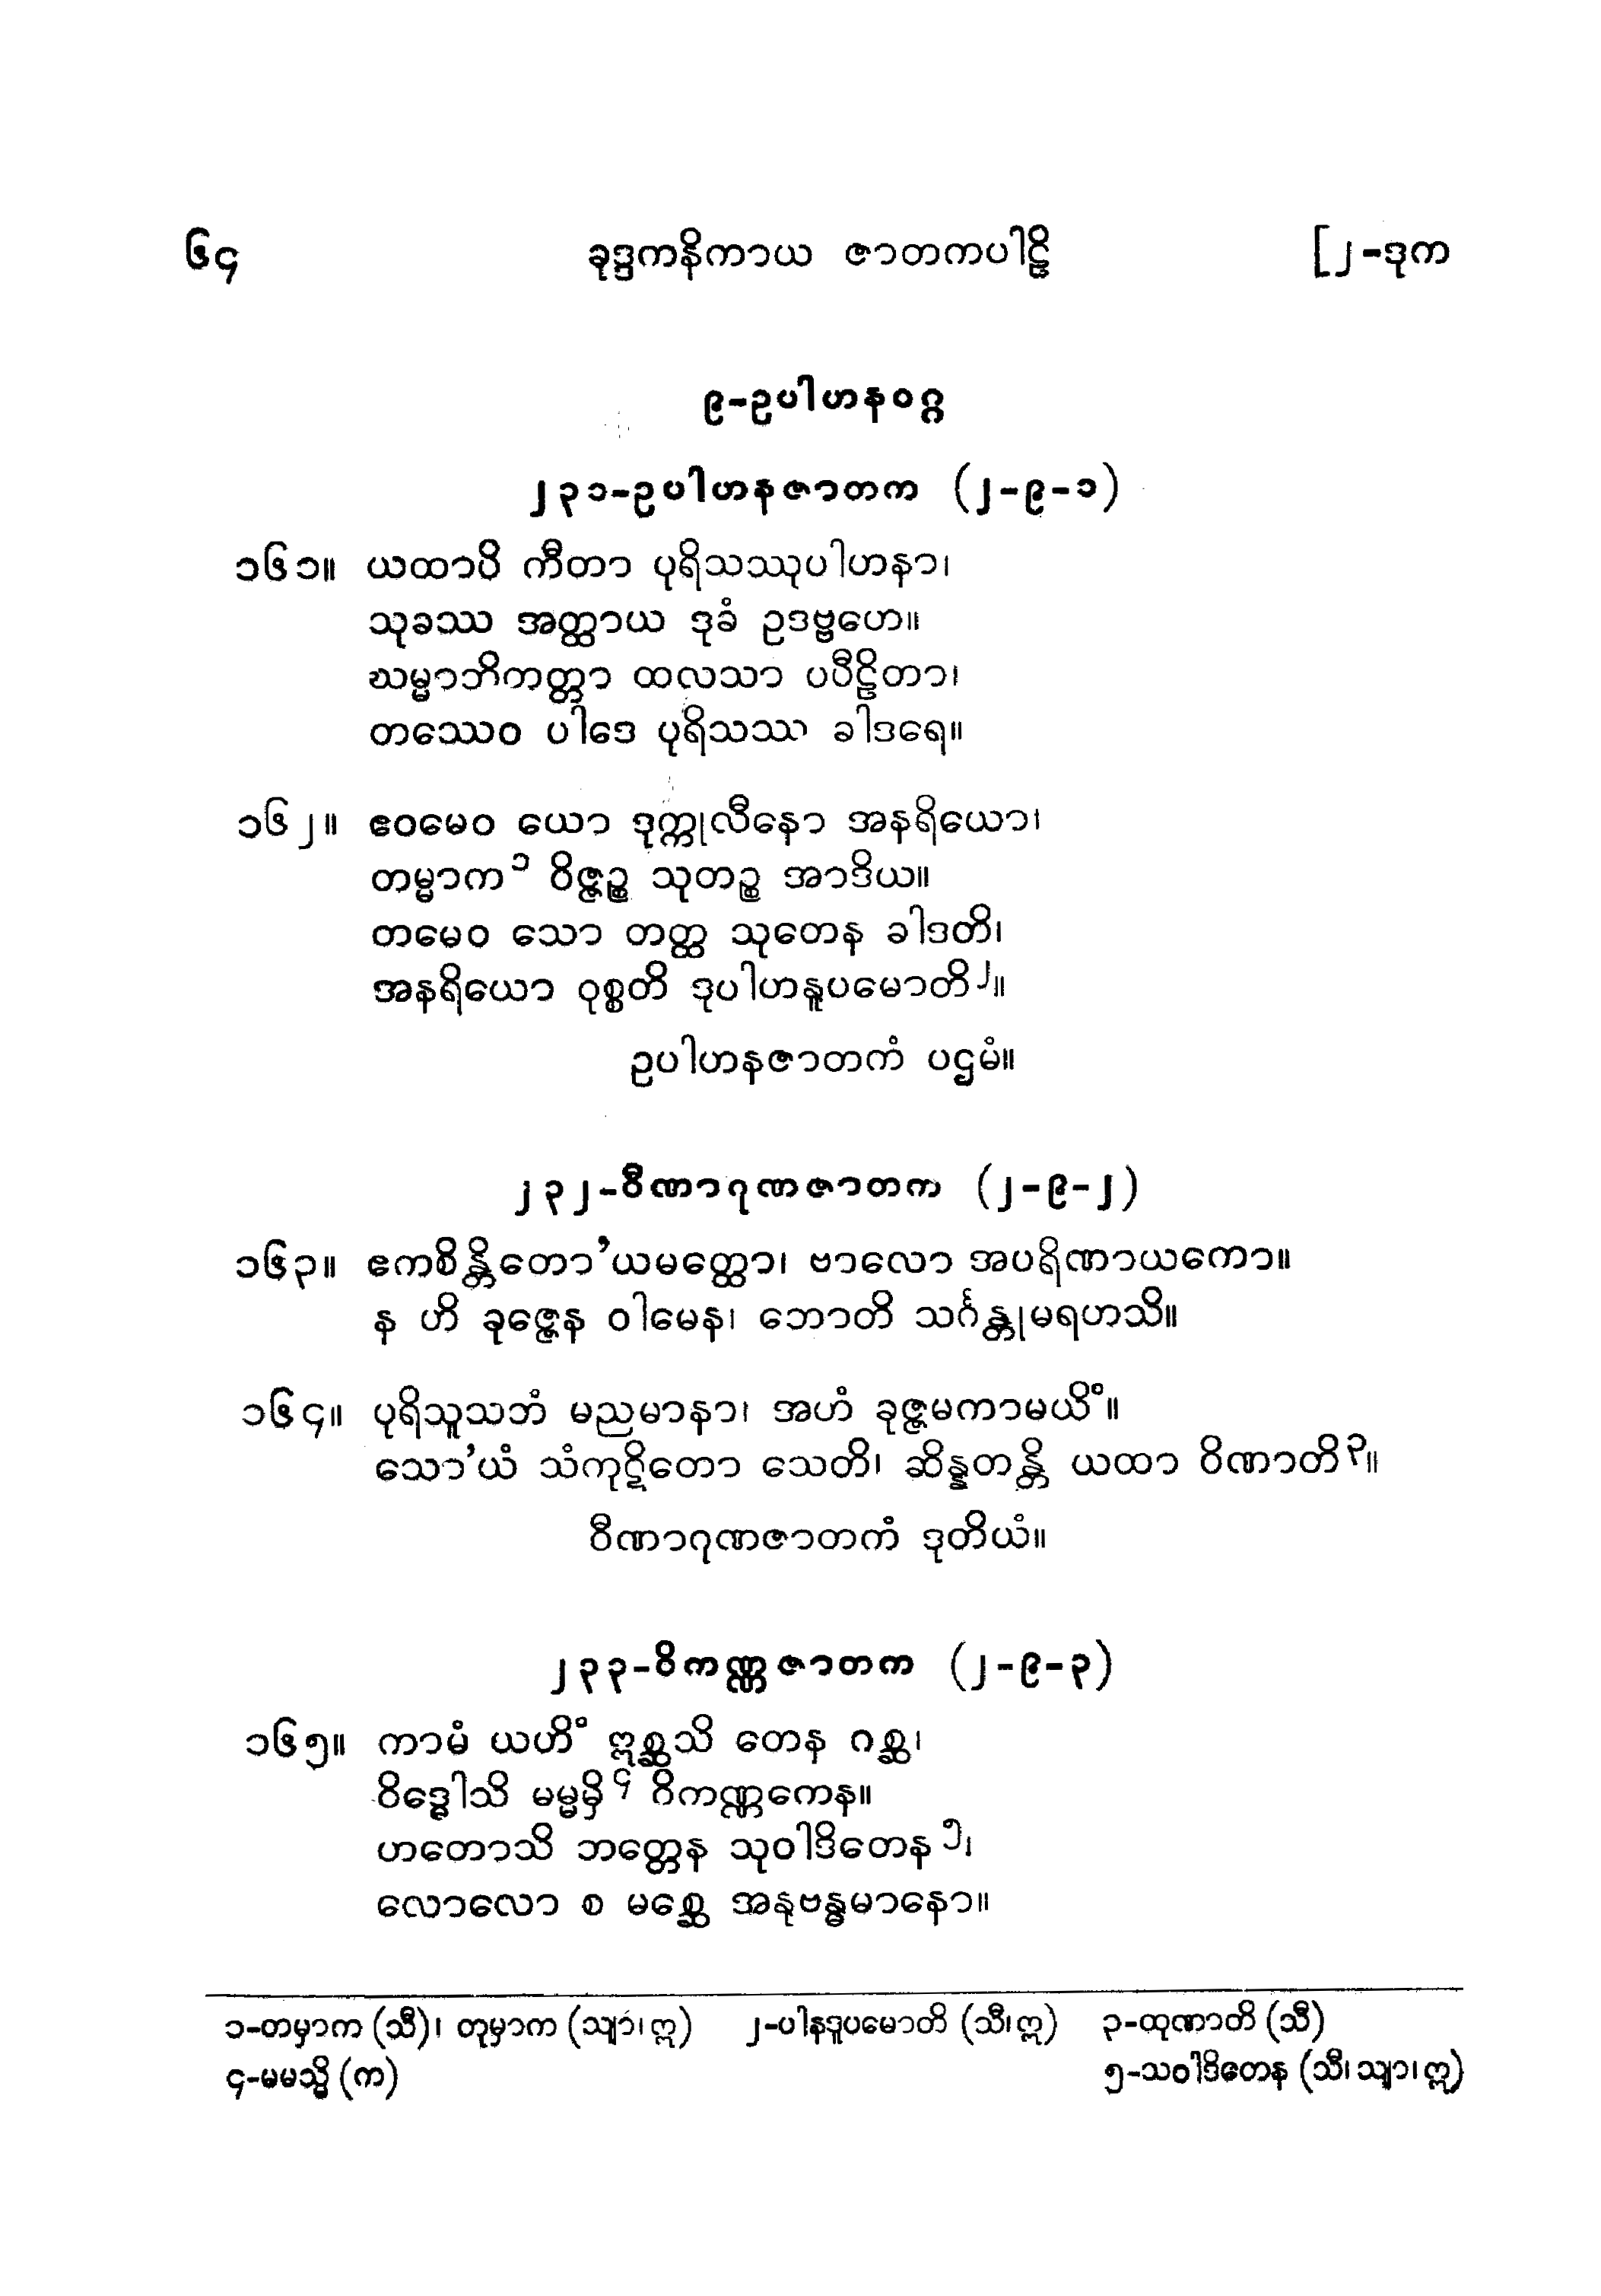 ၆၄ ခုဒ္ဒကနိကာယ ဇာတကပါဠိ [၂-ဒုက
၉-ဥပါဟနဝဂ္ဂ
၂၃၁-ဥပါဟနဇာတက (၂-၉-၁)
၁၆၁။ ယထာပိ ကီတာ ပုရိသဿုပါဟနာ၊
သုခဿ အတ္ထာယ ဒုခံ ဥဒဗ္ဗဟေ။
ဃမ္မာဘိတတ္တာ ထလသာ ပပီဠိတာ၊
တဿေဝ ပါဒေ ပုရိသဿ ခါဒရေ။
၁၆၂။ ဧဝမေဝ ယော ဒုက္ကုလီနော အနရိယော၊
တမ္မာက၁ ဝိဇ္ဇဉ္စ သုတဉ္စ အာဒိယ။
တမေဝ သော တတ္ထ သုတေန ခါဒတိ၊
အနရိယော ဝုစ္စတိ ဒုပါဟနူပမောတိ၂။
ဥပါဟနဇာတကံ ပဌမံ။
၂၃၂-ဝီဏာဂုဏဇာတက (၂-၉-၂)
၁၆၃။ ဧကစိန္တိတော’ယမတ္ထော၊ ဗာလော အပရိဏာယကော။
န ဟိ ခုဇ္ဇေန ဝါမေန၊ ဘောတိ သင်္ဂန္တုမရဟသိ။
၁၆၄။ ပုရိသူသဘံ မညမာနာ၊ အဟံ ခုဇ္ဇမကာမယိံ။
သော’ယံ သံကုဋိတော သေတိ၊ ဆိန္နတန္တိ ယထာ ဝိဏာတိ၃။
ဝီဏာဂုဏဇာတကံ ဒုတိယံ။
၂၃၃-ဝိကဏ္ဏဇာတက (၂-၉-၃)
၁၆၅။ ကာမံ ယဟိံ ဣစ္ဆသိ တေန ဂစ္ဆ၊
ဝိဒ္ဓေါသိ မမ္မမှိ၄ ဝိကဏ္ဏကေန။
ဟတောသိ ဘတ္တေန သုဝါဒိတေန၅၊
လောလော စ မစ္ဆေ အနုဗန္ဓမာနော။
၁-တမှာက (သီ)၊ တုမှာက (သျာ၊ဣ) ၂-ပါနဒူပမောတိ (သီ၊ဣ) ၃-ထုဏာတိ (သီ)
၄-မမသ္မိ (က) ၅-သဝါဒိတေန (သီ၊သျာ၊ဣ)